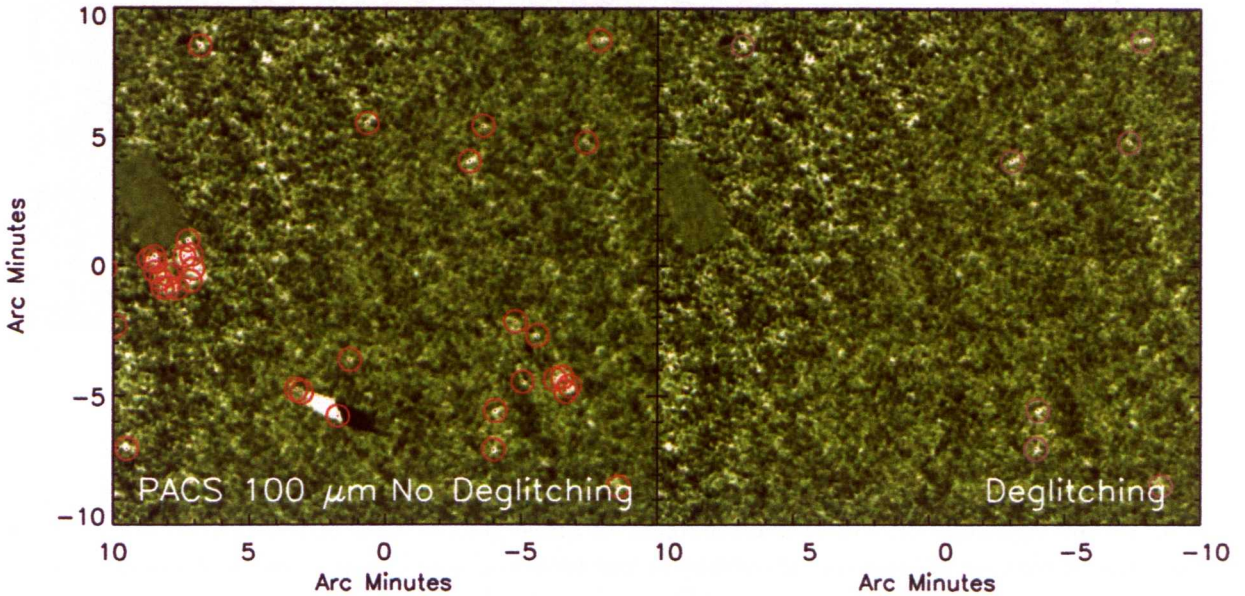 10
5
0
-5
-10
Arc Minutes
PACS 100 μm No Deglitching
Deglitching
10 5 0 -5 10 5 0 -5 -10
Arc Minutes Arc Minutes